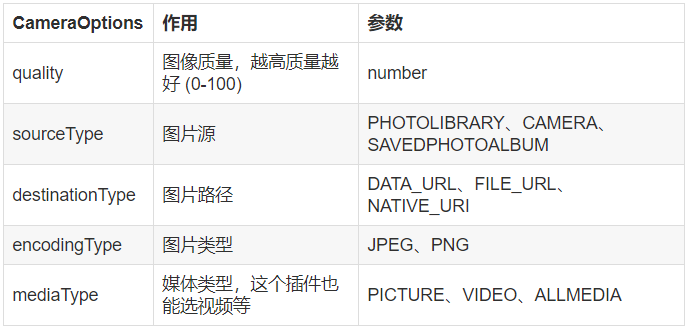 CameraOptions 作用 参数
quality 图像质量，越高质量越好 (0-100) number
sourceType 图片源 PHOTOLIBRARY、CAMERA、SAVEDPHOTOALBUM
destinationType 图片路径 DATA_URL、FILE_URL、NATIVE_URI
encodingType 图片类型 JPEG、PNG
mediaType 媒体类型，这个插件也能选视频等 PICTURE、VIDEO、ALLMEDIA